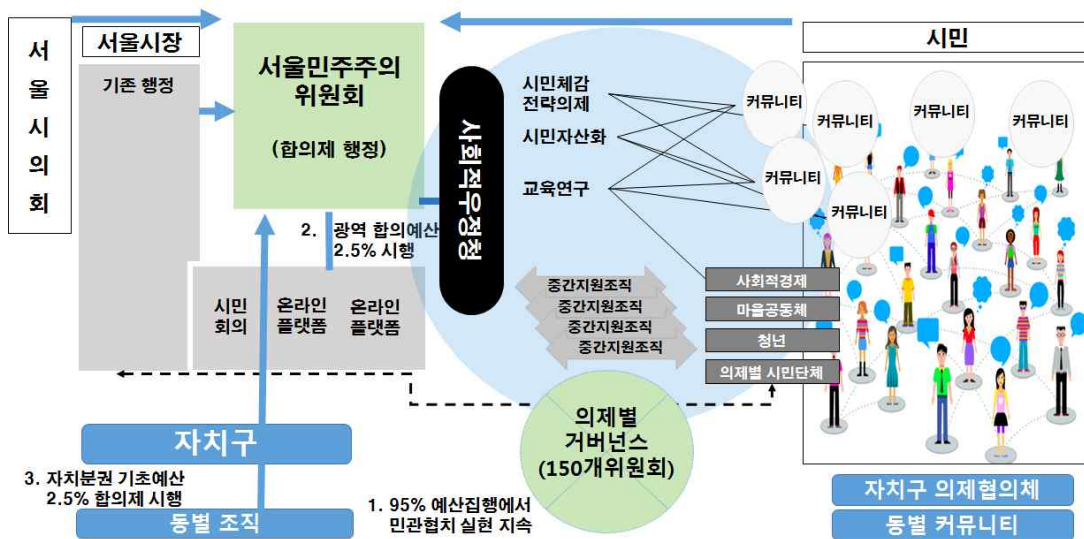 서
울
시
의
회
서울시장
기존 행정
서울민주주의
위원회
(합의제 행정)
사회적우정청
시민체감
전략의제
시민자산화
교육연구
시민
커뮤니티
커뮤니티
커뮤니티
커뮤니티
커뮤니티
커뮤니티
2. 광역 합의예산
2.5% 시행
시민
회의
온라인
플랫폼
온라인
플랫폼
중간지원조직
중간지원조직
중간지원조직
중간지원조직
사회적경제
마을공동체
청년
의제별 시민단체
의제별
거버넌스
(150개위원회)
자치구
3. 자치분권 기초예산
2.5% 합의제 시행
동별 조직
1. 95% 예산집행에서
민관협치 실현 지속
자치구 의제협의체
동별 커뮤니티